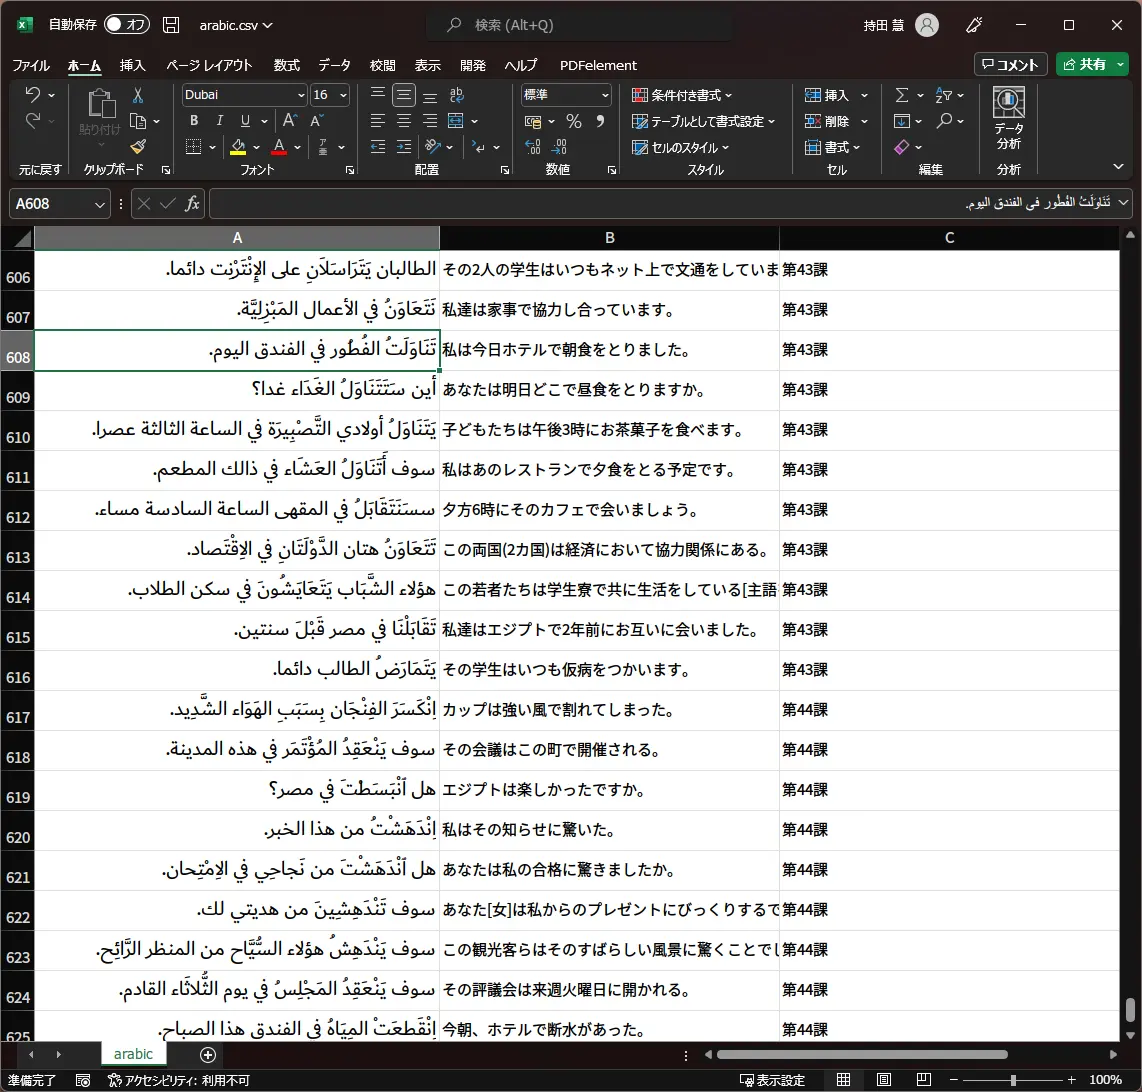 自動保存 オフ arabic.csv 検索 (Alt+Q) 持田 慧
ファイル ホーム 挿入 ページ レイアウト 数式 データ 校閲 表示 開発 ヘルプ PDFelement コメント 共有
貼り付け Dubai 16 標準 条件付き書式 テーブルとして書式設定 セルのスタイル 挿入 削除 書式 データ分析
元に戻す クリップボード フォント 配置 数値 スタイル セル 編集 分析
A608 fx تَنَاوَلَتُ الفُطُور في الفندق اليوم.
A B C
606 الطالبان يَتَرَاسَلَانِ على الإِنْتَرْنِت دائما. その2人の学生はいつもネット上で文通をしていま 第43課
607 نَتَعَاوَنُ في الأعمال المَبْزِلِيَّة. 私達は家事で協力し合っています。 第43課
608 تَنَاوَلَتُ الفُطُور في الفندق اليوم. 私は今日ホテルで朝食をとりました。 第43課
609 أين سَتَتَنَاوَلُ الغَدَاء غدا؟ あなたは明日どこで昼食をとりますか。 第43課
610 يَتَنَاوَلُ أولادي التَّصْبِيرَة في الساعة الثالثة عصرا. 子どもたちは午後3時にお茶菓子を食べます。 第43課
611 سوف أَتَنَاوَلُ العَشَاء في ذالك المطعم. 私はあのレストランで夕食をとる予定です。 第43課
612 سسَنَتَقَابَلُ في المقهى الساعة السادسة مساء. 夕方6時にそのカフェで会いましょう。 第43課
613 تَتَعَاوَنُ هتان الدَّوْلَتَانِ في الاِقْتَصاد. この両国(2カ国)は経済において協力関係にある。 第43課
614 هؤلاء الشَّبَاب يَتَعَايَشُونَ في سكن الطلاب. この若者たちは学生寮で共に生活をしている[主語 第43課
615 تَقَابَلْنَا في مصر قَبْلَ سنتين. 私達はエジプトで2年前にお互いに会いました。 第43課
616 يَتَمَارَضُ الطالب دائما. その学生はいつも仮病をつかいます。 第43課
617 اِنْكَسَرَ الفِنْجَان بِسَبَبِ الهَوَاء الشَّدِيد. カップは強い風で割れてしまった。 第44課
618 سوف يَنْعَقِدُ المُؤْتَمَر في هذه المدينة. その会議はこの町で開催される。 第44課
619 هل ٱنْبَسَطْتَ في مصر؟ エジプトは楽しかったですか。 第44課
620 اِنْدَهَشْتُ من هذا الخبر. 私はその知らせに驚いた。 第44課
621 هل ٱنْدَهَشْتَ من نَجاحِي في الاِمْتِحان. あなたは私の合格に驚きましたか。 第44課
622 سوف تَنْدَهِشِينَ من هديتي لك. あなた[女]は私からのプレゼントにびっくりするで 第44課
623 سوف يَنْدَهِشُ هؤلاء السُّيَّاح من المنظر الرَّائِح. この観光客らはそのすばらしい風景に驚くことでし 第44課
624 سوف يَنْعَقِدُ المَجْلِسُ في يوم الثُّلاثَاء القادم. その評議会は来週火曜日に開かれる。 第44課
625 اِنْقَطعَتْ المِيَاهُ في الفندق هذا الصباح. 今朝、ホテルで断水があった。 第44課
arabic
準備完了 アクセシビリティ: 利用不可 表示設定 100%